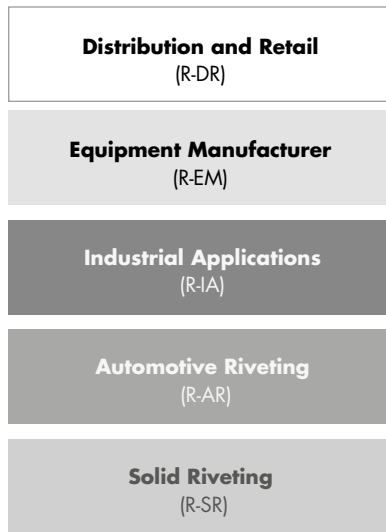 Distribution and Retail
(R-DR)
Equipment Manufacturer
(R-EM)
Industrial Applications
(R-IA)
Automotive Riveting
(R-AR)
Solid Riveting
(R-SR)